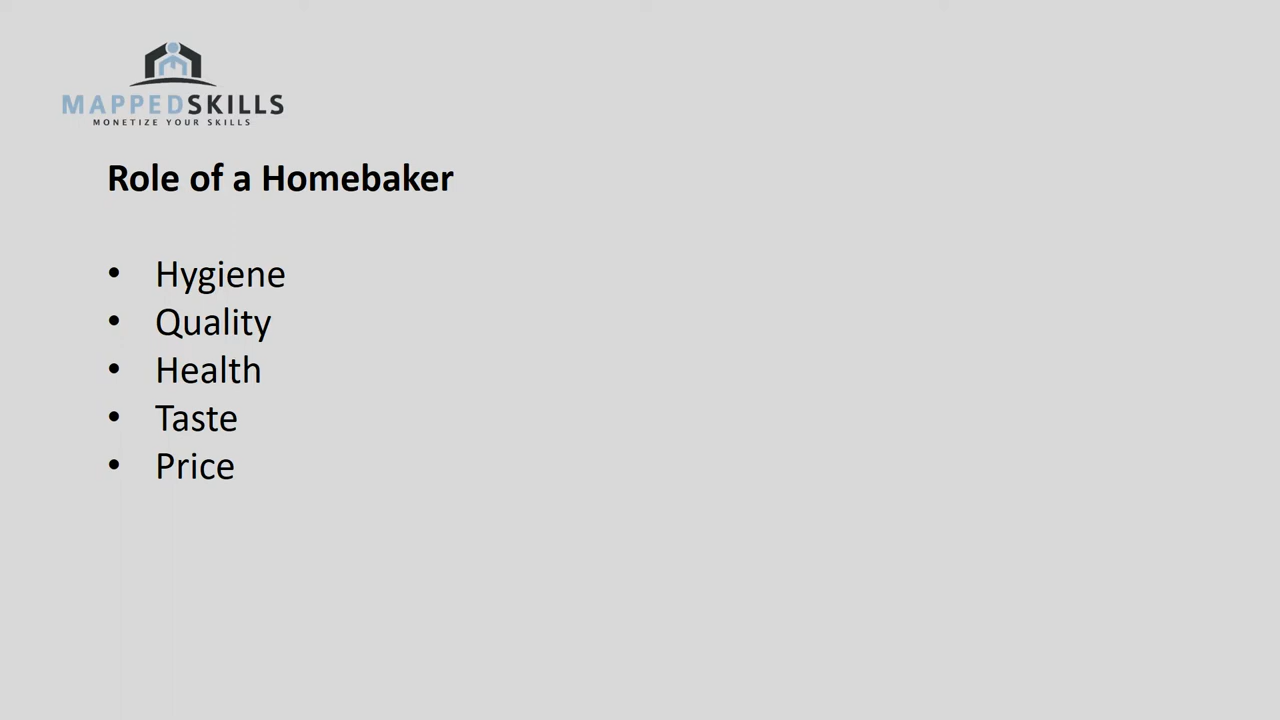 MAPPEDSKILLS
MONETIZE YOUR SKILLS
Role of a Homebaker
• Hygiene
• Quality
• Health
• Taste
• Price